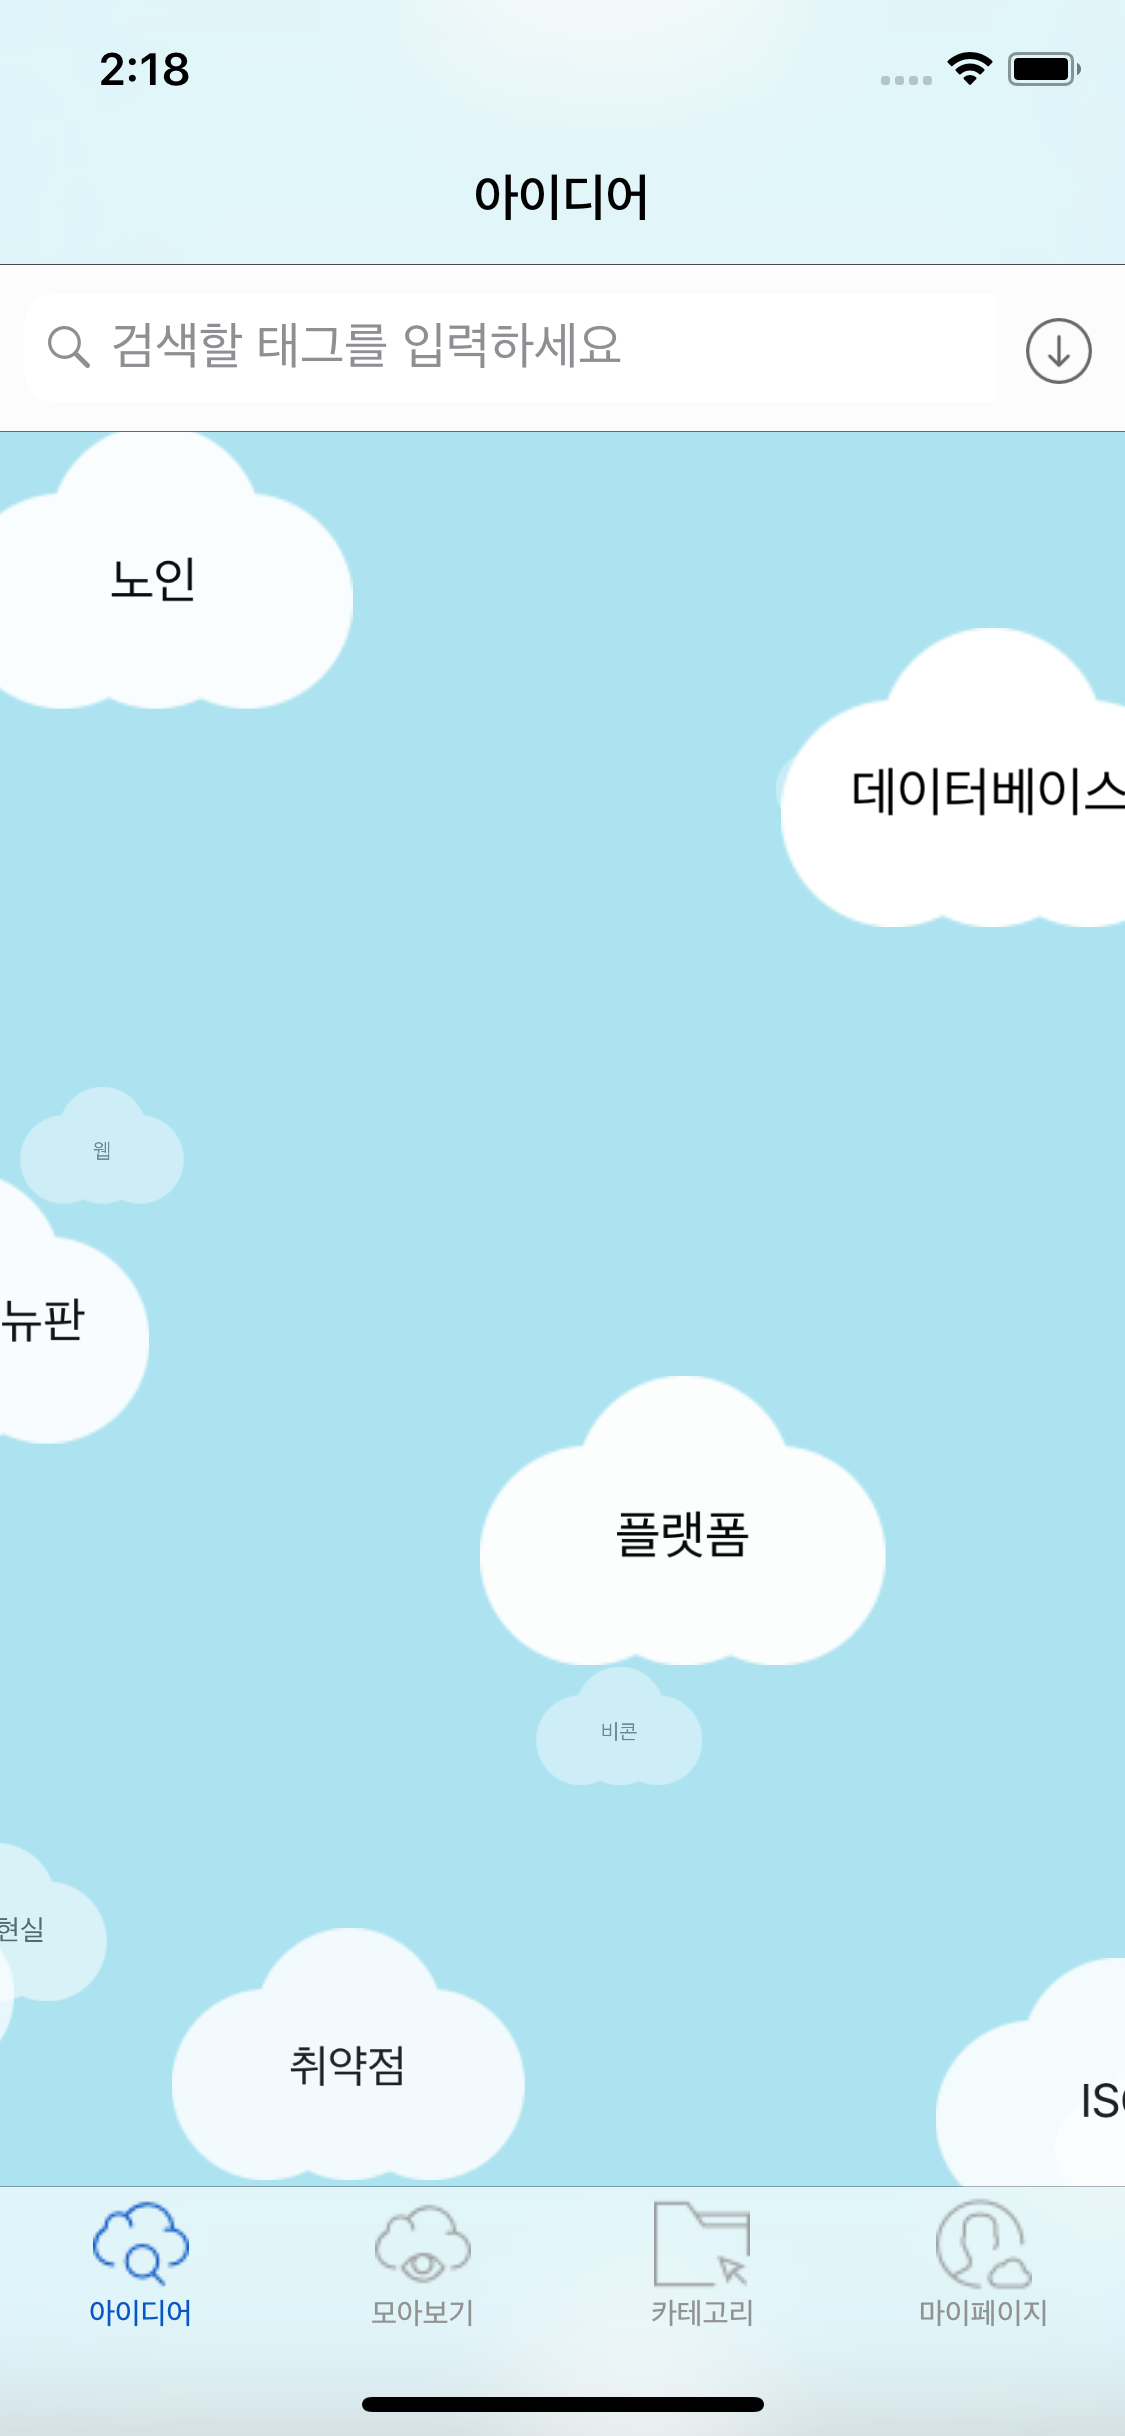 2:18
아이디어
검색할 태그를 입력하세요
노인
데이터베이스
웹
뉴판
플랫폼
비콘
현실
취약점
IS
아이디어
모아보기
카테고리
마이페이지